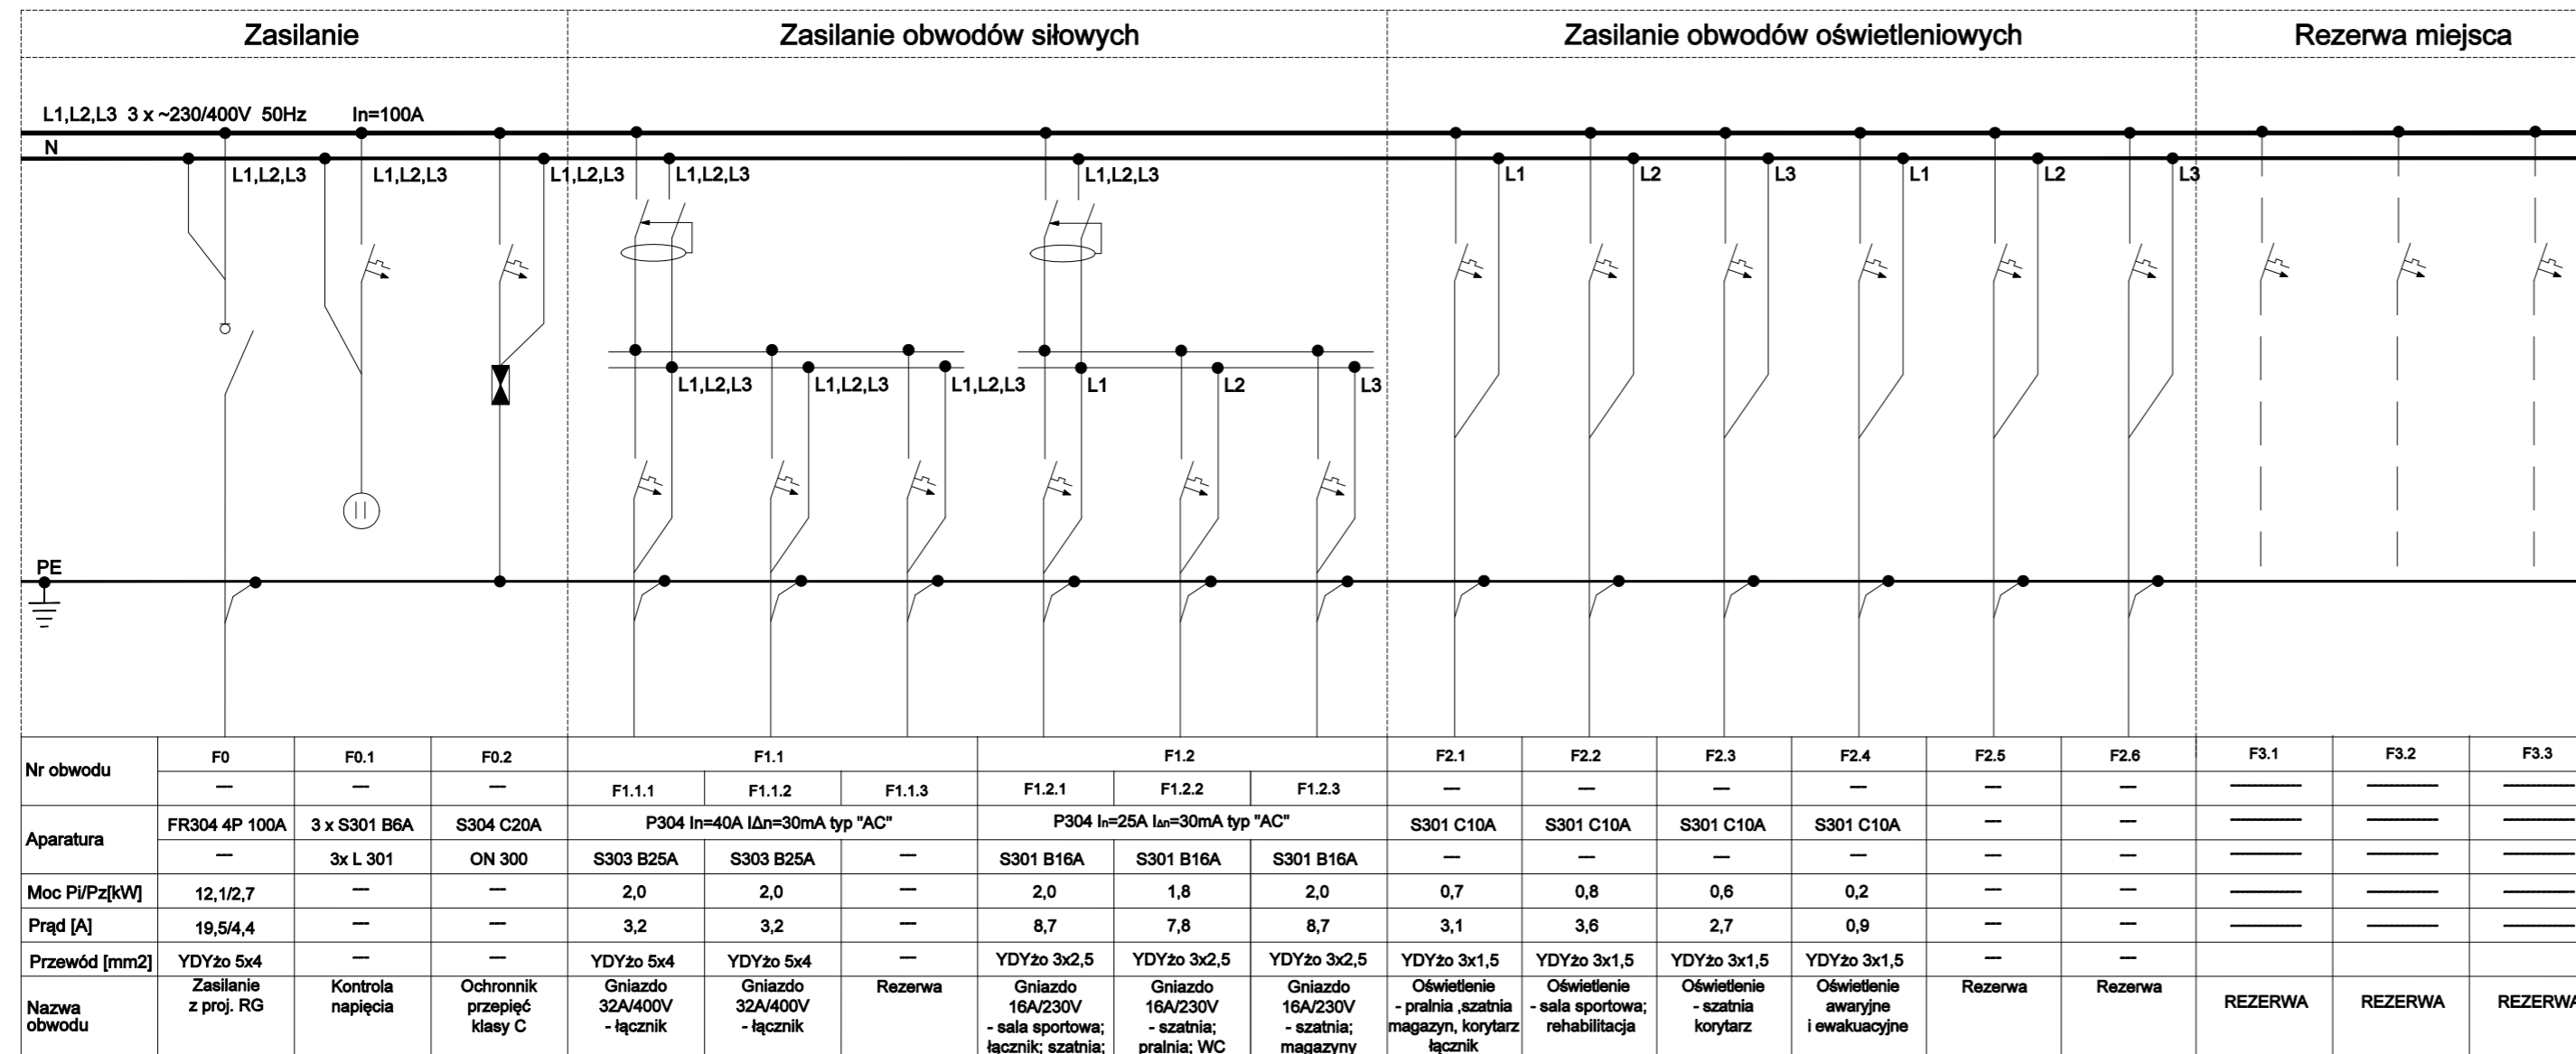 Zasilanie
Zasilanie obwodów siłowych
Zasilanie obwodów oświetleniowych
Rezerwa miejsca
L1,L2,L3 3 x ~230/400V 50Hz In=100A
N
L1,L2,L3 L1,L2,L3 L1,L2,L3 L1,L2,L3 L1,L2,L3 L1 L2 L3 L1 L2 L3
L1,L2,L3 L1,L2,L3 L1,L2,L3 L1 L2 L3
PE
Nr obwodu F0 F0.1 F0.2 F1.1 F1.2 F2.1 F2.2 F2.3 F2.4 F2.5 F2.6 F3.1 F3.2 F3.3
— — — F1.1.1 F1.1.2 F1.1.3 F1.2.1 F1.2.2 F1.2.3 — — — — — —
Aparatura FR304 4P 100A 3 x S301 B6A S304 C20A P304 In=40A IΔn=30mA typ "AC" P304 In=25A IΔn=30mA typ "AC" S301 C10A S301 C10A S301 C10A S301 C10A — —
— 3x L 301 ON 300 S303 B25A S303 B25A — S301 B16A S301 B16A S301 B16A — — — — — —
Moc Pi/Pz[kW] 12,1/2,7 — — 2,0 2,0 — 2,0 1,8 2,0 0,7 0,8 0,6 0,2 — —
Prąd [A] 19,5/4,4 — — 3,2 3,2 — 8,7 7,8 8,7 3,1 3,6 2,7 0,9 — —
Przewód [mm2] YDYżo 5x4 — — YDYżo 5x4 YDYżo 5x4 — YDYżo 3x2,5 YDYżo 3x2,5 YDYżo 3x2,5 YDYżo 3x1,5 YDYżo 3x1,5 YDYżo 3x1,5 YDYżo 3x1,5 — —
Nazwa
obwodu
Zasilanie
z proj. RG
Kontrola
napięcia
Ochronnik
przepięć
klasy C
Gniazdo
32A/400V
- łącznik
Gniazdo
32A/400V
- łącznik
Rezerwa
Gniazdo
16A/230V
- sala sportowa;
łącznik; szatnia;
Gniazdo
16A/230V
- szatnia;
pralnia; WC
Gniazdo
16A/230V
- szatnia;
magazyny
Oświetlenie
- pralnia ,szatnia
magazyn, korytarz
łącznik
Oświetlenie
- sala sportowa;
rehabilitacja
Oświetlenie
- szatnia
korytarz
Oświetlenie
awaryjne
i ewakuacyjne
Rezerwa
Rezerwa
REZERWA
REZERWA
REZERWA